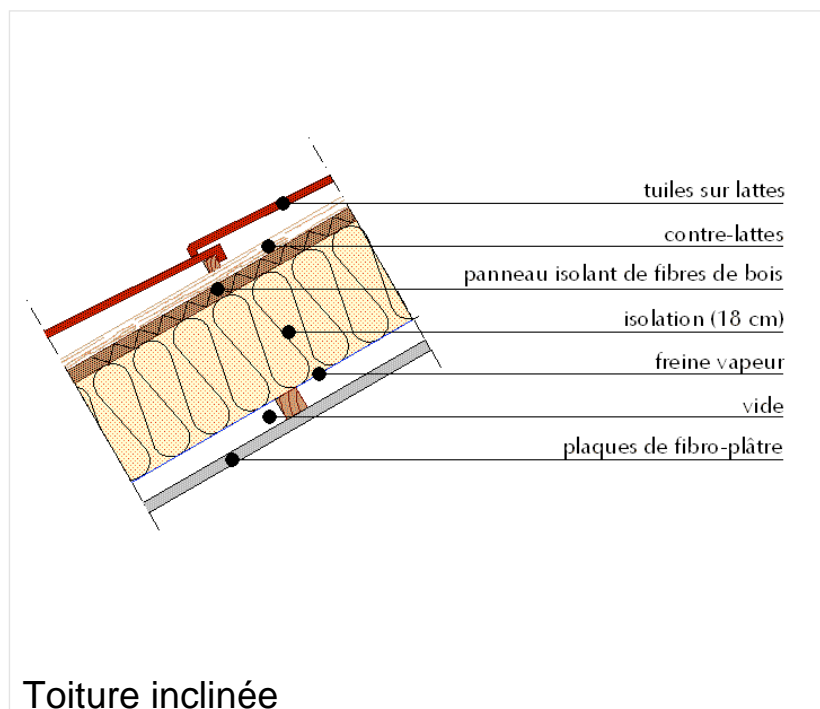 tuiles sur lattes
contre-lattes
panneau isolant de fibres de bois
isolation (18 cm)
freine vapeur
vide
plaques de fibro-plâtre
Toiture inclinée